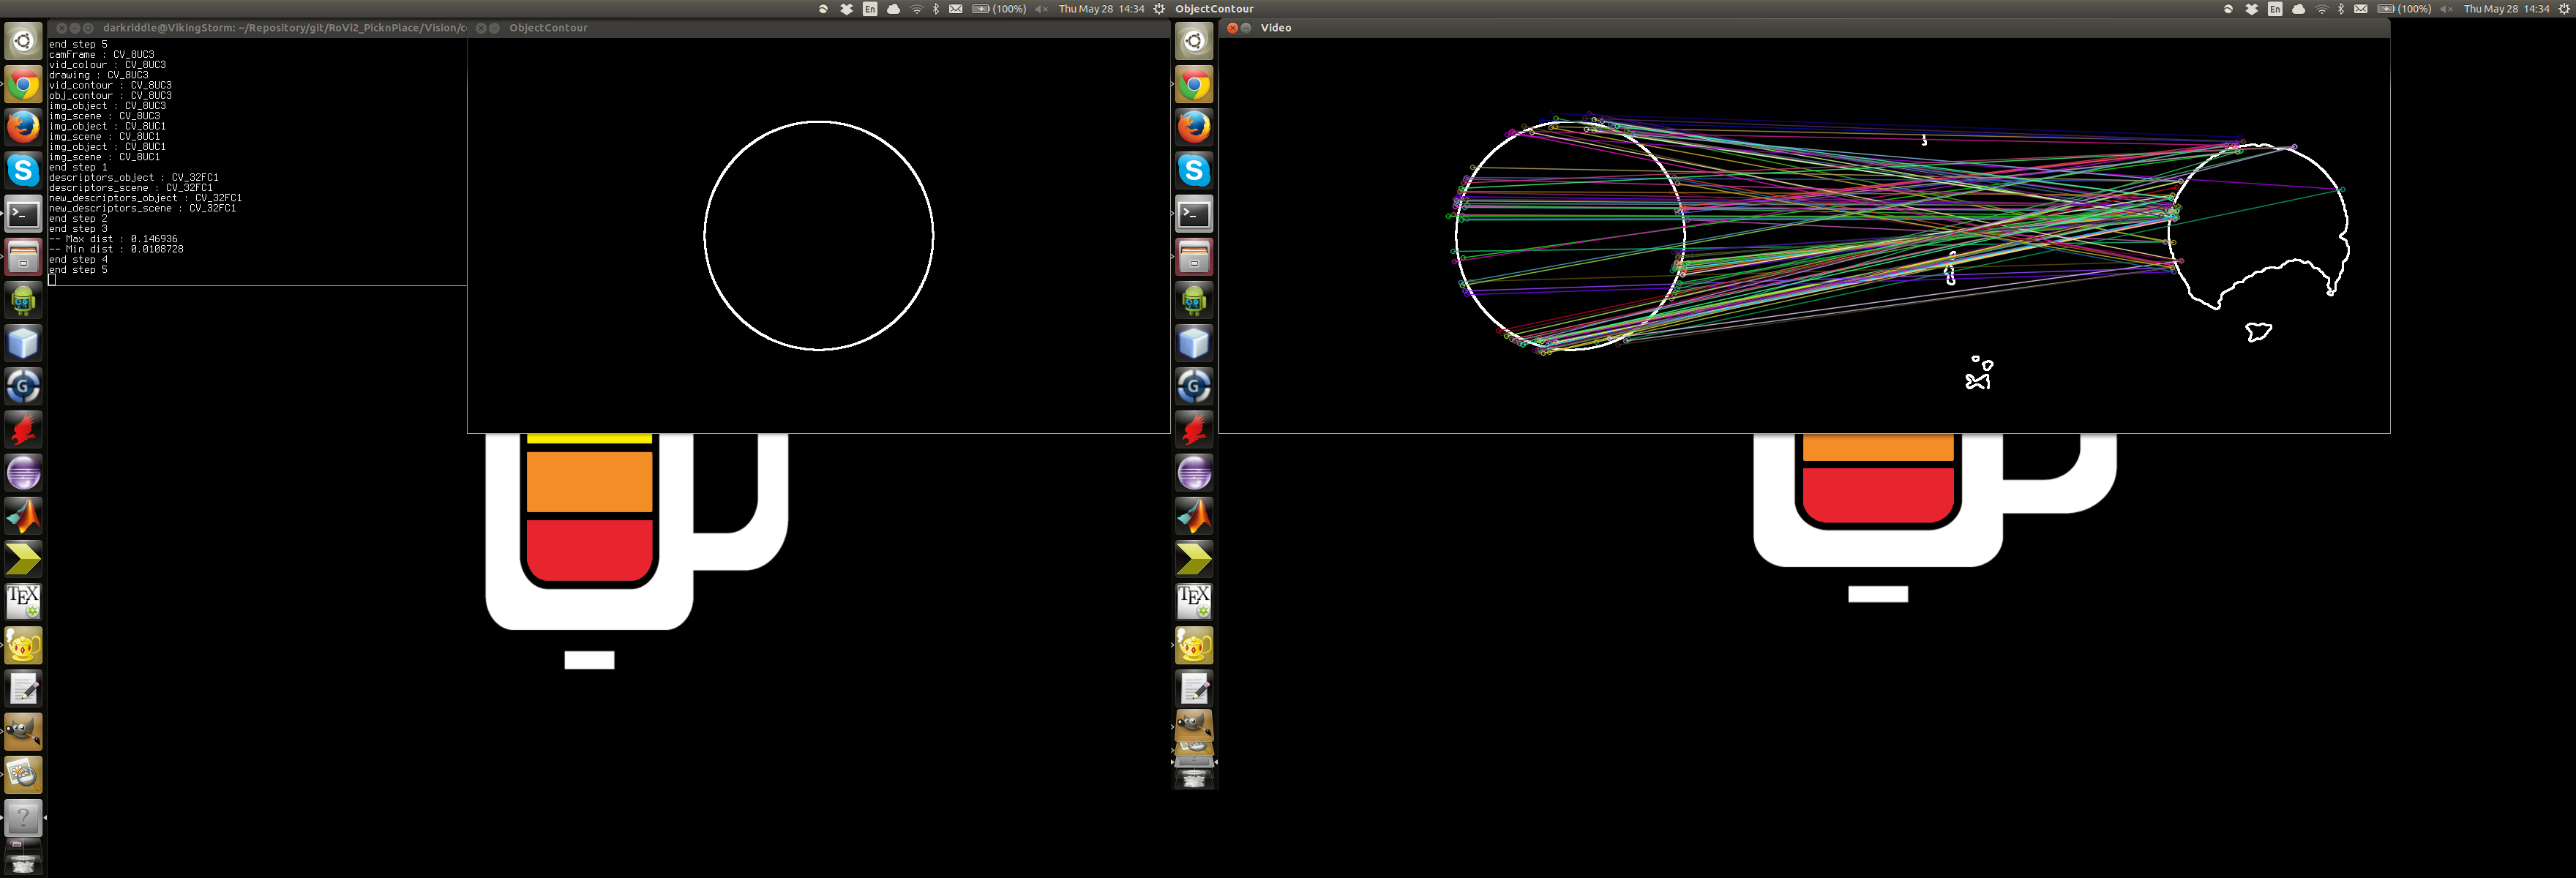 En (100%) Thu May 28 14:34 ObjectContour En (100%) Thu May 28 14:34
darkriddle@VikingStorm: ~/Repository/git/RoVi2_PicknPlace/Vision/c
ObjectContour
Video
end step 5
camFrame : CV_8UC3
vid_colour : CV_8UC3
drawing : CV_8UC3
vid_contour : CV_8UC3
obj_contour : CV_8UC3
img_object : CV_8UC3
img_scene : CV_8UC3
img_object : CV_8UC1
img_scene : CV_8UC1
img_object : CV_8UC1
img_scene : CV_8UC1
end step 1
descriptors_object : CV_32FC1
descriptors_scene : CV_32FC1
new_descriptors_object : CV_32FC1
new_descriptors_scene : CV_32FC1
end step 2
end step 3
-- Max dist : 0.146936
-- Min dist : 0.0108728
end step 4
end step 5
S
S
G
G
TEX
TEX
?